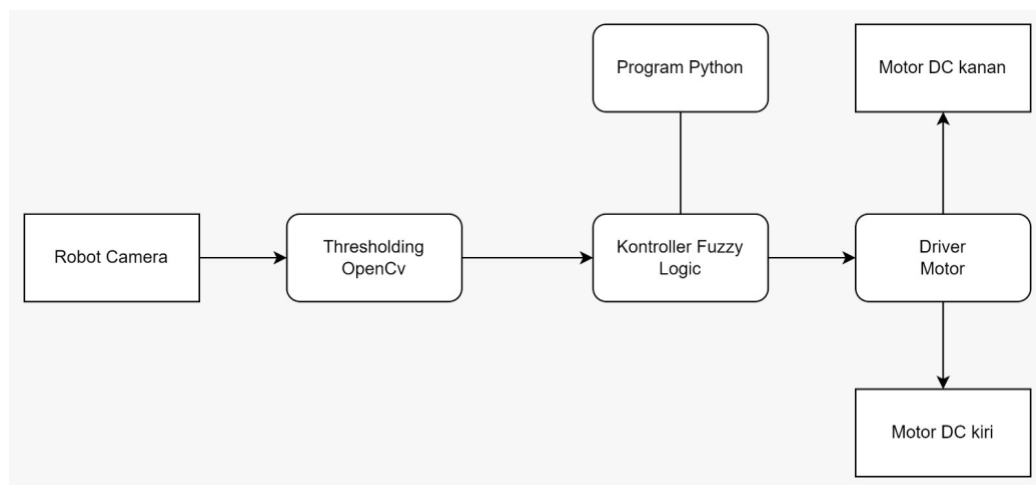 Program Python
Motor DC kanan
Robot Camera
Thresholding
OpenCv
Kontroller Fuzzy
Logic
Driver
Motor
Motor DC kiri